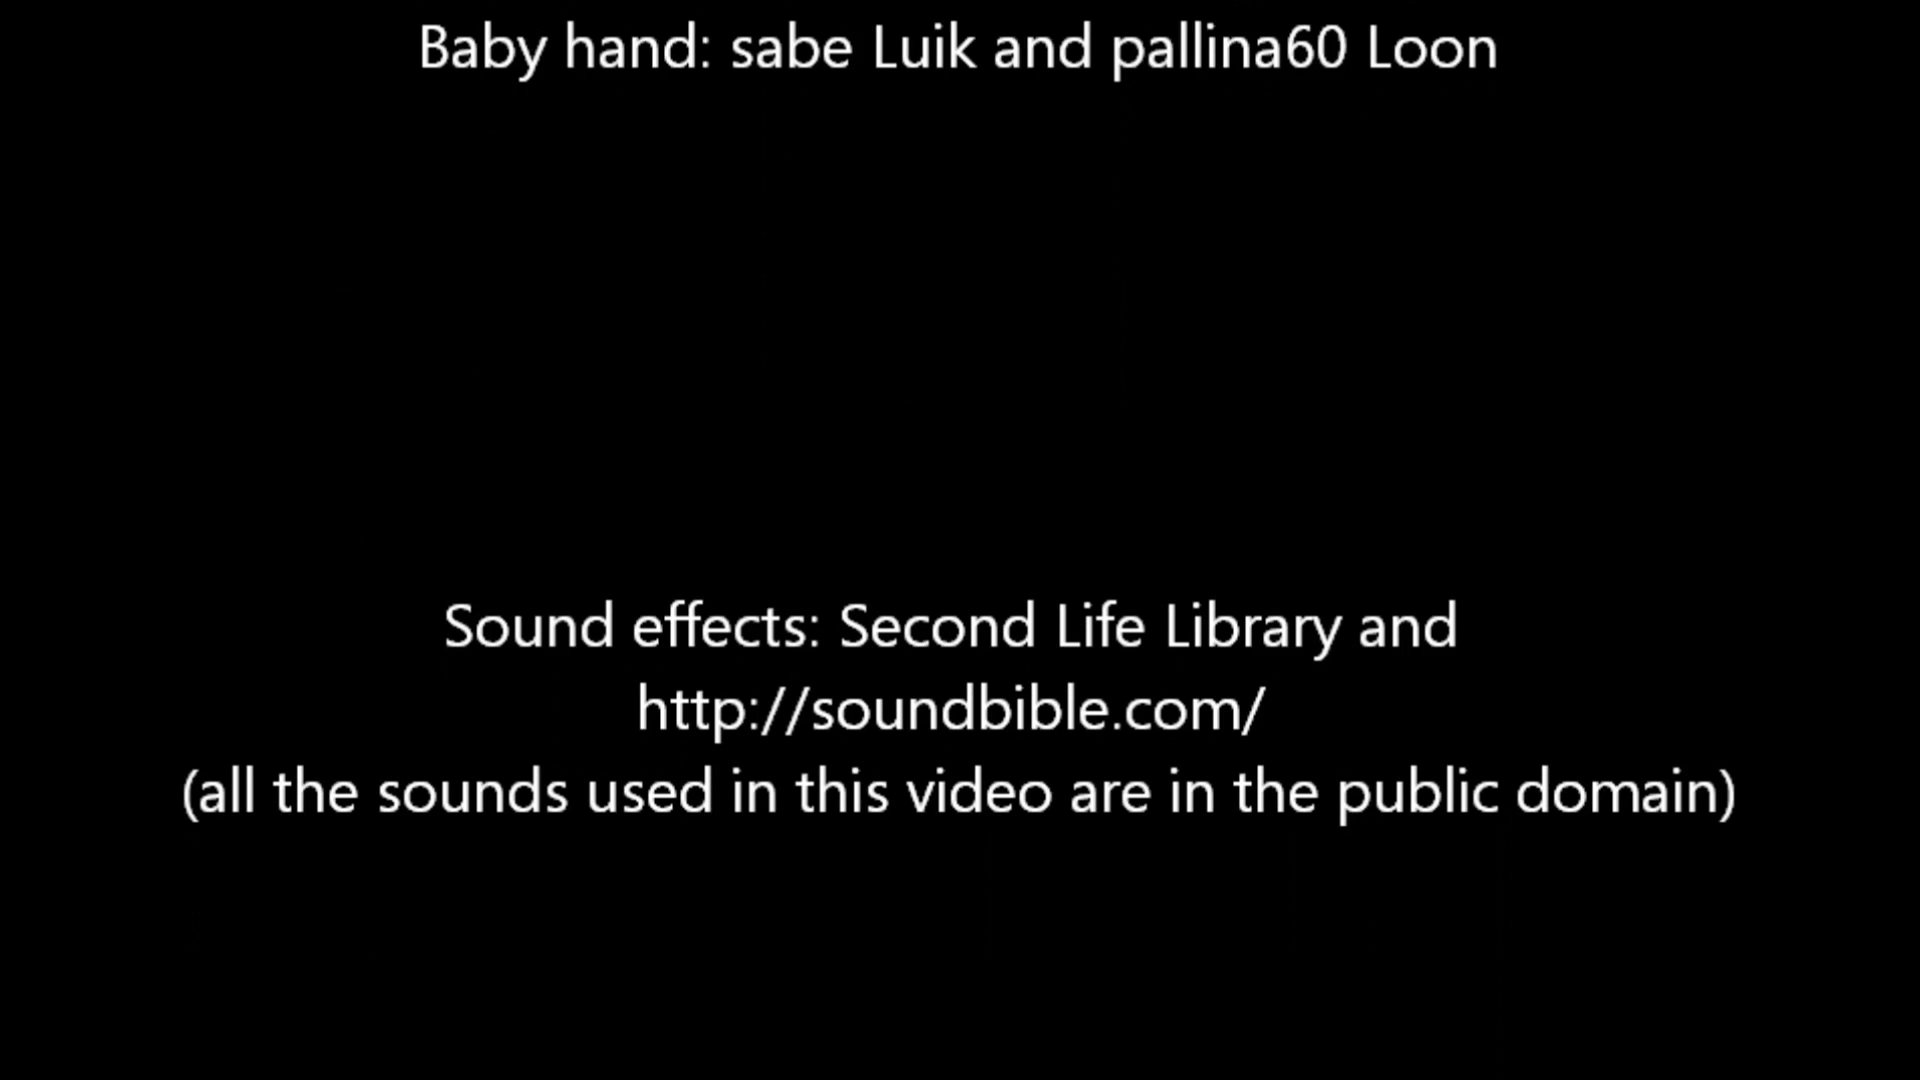 Baby hand: sabe Luik and pallina60 Loon
Sound effects: Second Life Library and
http://soundbible.com/
(all the sounds used in this video are in the public domain)